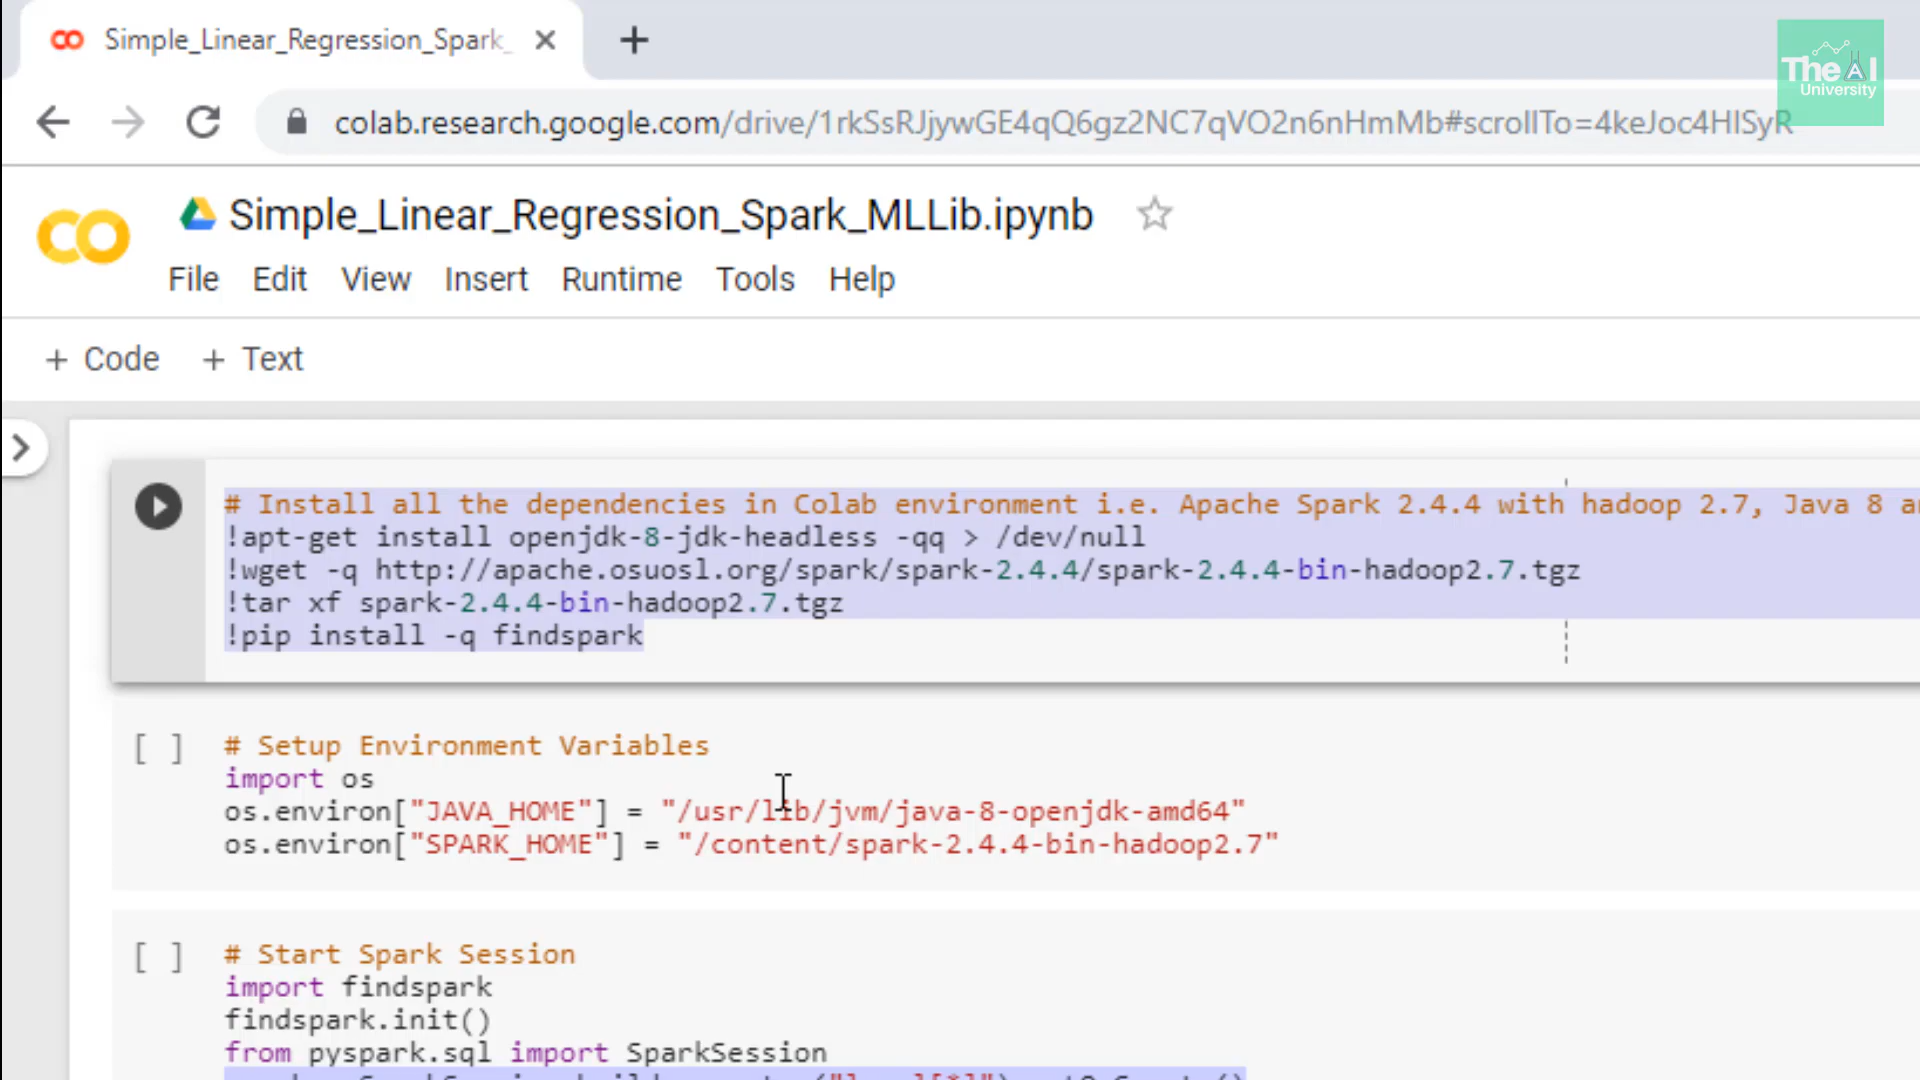 Simple_Linear_Regression_Spark_
The AI
University
colab.research.google.com/drive/1rkSsRJjywGE4qQ6gz2NC7qVO2n6nHmMb#scrollTo=4keJoc4HlSyR
Simple_Linear_Regression_Spark_MLLib.ipynb
File Edit View Insert Runtime Tools Help
+ Code + Text
# Install all the dependencies in Colab environment i.e. Apache Spark 2.4.4 with hadoop 2.7, Java 8
!apt-get install openjdk-8-jdk-headless -qq > /dev/null
!wget -q http://apache.osuosl.org/spark/spark-2.4.4/spark-2.4.4-bin-hadoop2.7.tgz
!tar xf spark-2.4.4-bin-hadoop2.7.tgz
!pip install -q findspark
[ ] # Setup Environment Variables
import os
os.environ["JAVA_HOME"] = "/usr/lib/jvm/java-8-openjdk-amd64"
os.environ["SPARK_HOME"] = "/content/spark-2.4.4-bin-hadoop2.7"
[ ] # Start Spark Session
import findspark
findspark.init()
from pyspark.sql import SparkSession